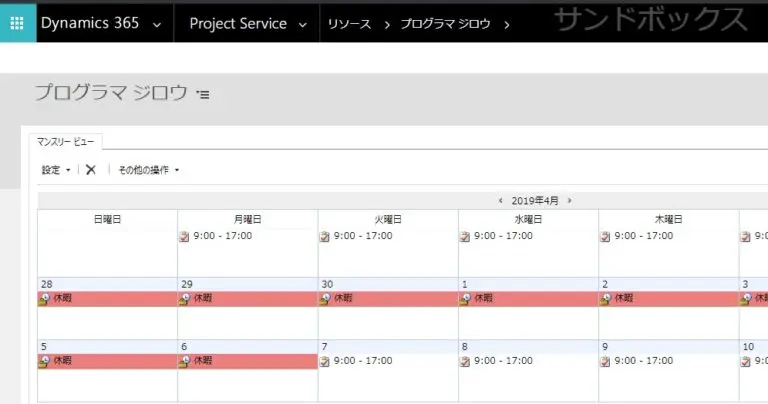 Dynamics 365 Project Service リソース > プログラマ ジロウ > サンドボックス
プログラマ ジロウ
マンスリー ビュー
設定 その他の操作
2019年4月
日曜日 月曜日 火曜日 水曜日 木曜日
9:00 - 17:00 9:00 - 17:00 9:00 - 17:00 9:00 - 17:00 9:0
28 29 30 1 2 3
休暇 休暇 休暇 休暇 休暇
5 6 7 8 9 10
休暇 休暇 9:00 - 17:00 9:00 - 17:00 9:00 - 17:00 9:0